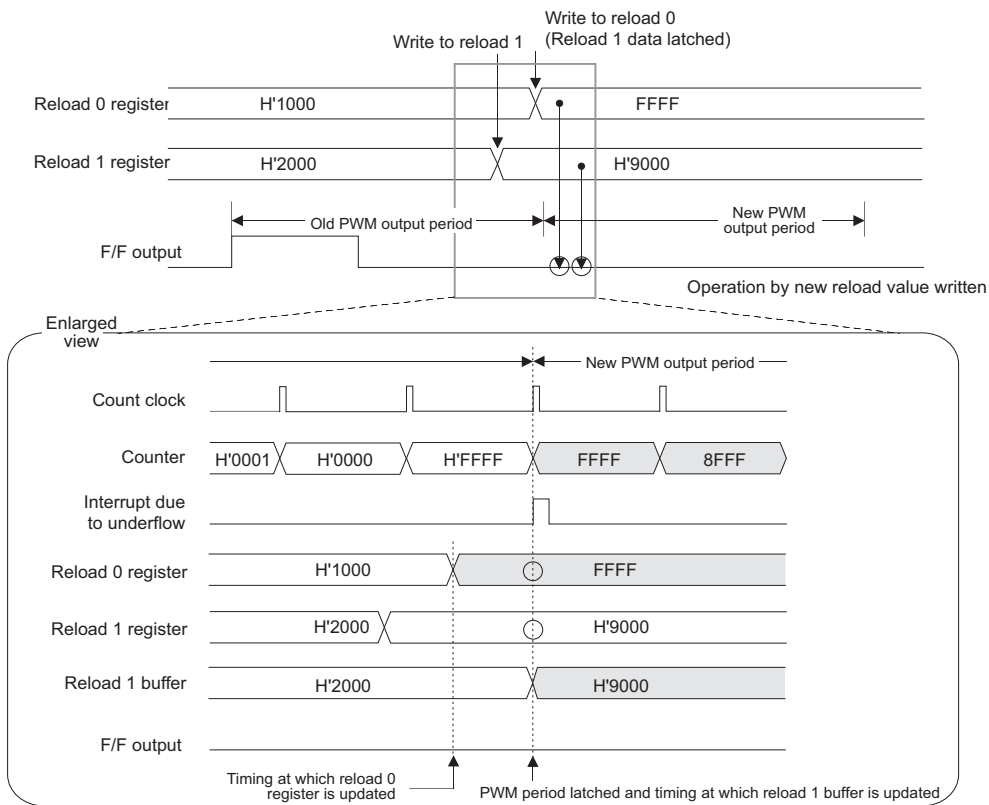 Write to reload 0
(Reload 1 data latched)
Write to reload 1
Reload 0 register H'1000 FFFF
Reload 1 register H'2000 H'9000
Old PWM output period
New PWM
output period
F/F output
Operation by new reload value written
Enlarged
view
New PWM output period
Count clock
Counter H'0001 H'0000 H'FFFF FFFF 8FFF
Interrupt due
to underflow
Reload 0 register H'1000 FFFF
Reload 1 register H'2000 H'9000
Reload 1 buffer H'2000 H'9000
F/F output
Timing at which reload 0
register is updated
PWM period latched and timing at which reload 1 buffer is updated